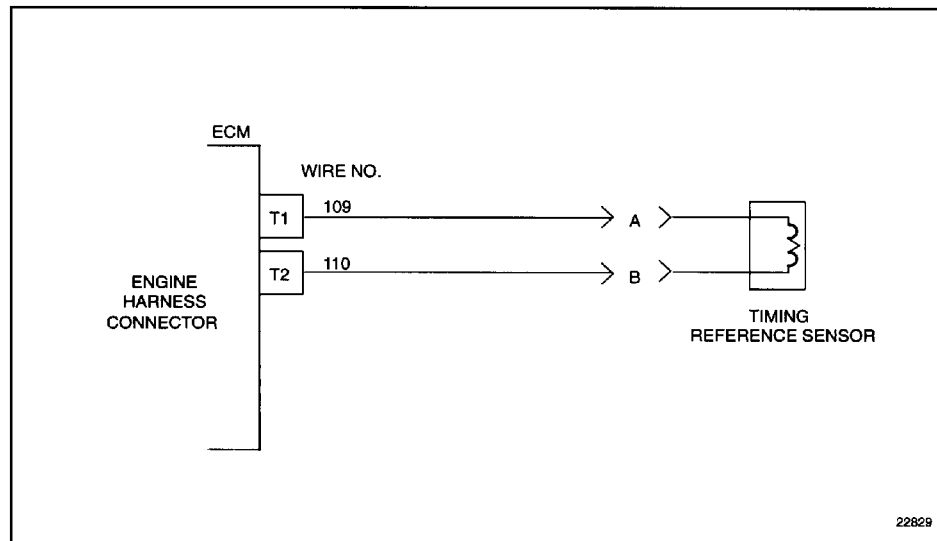 ECM
WIRE NO.
T1
109
A
T2
110
B
ENGINE
HARNESS
CONNECTOR
TIMING
REFERENCE SENSOR
22829